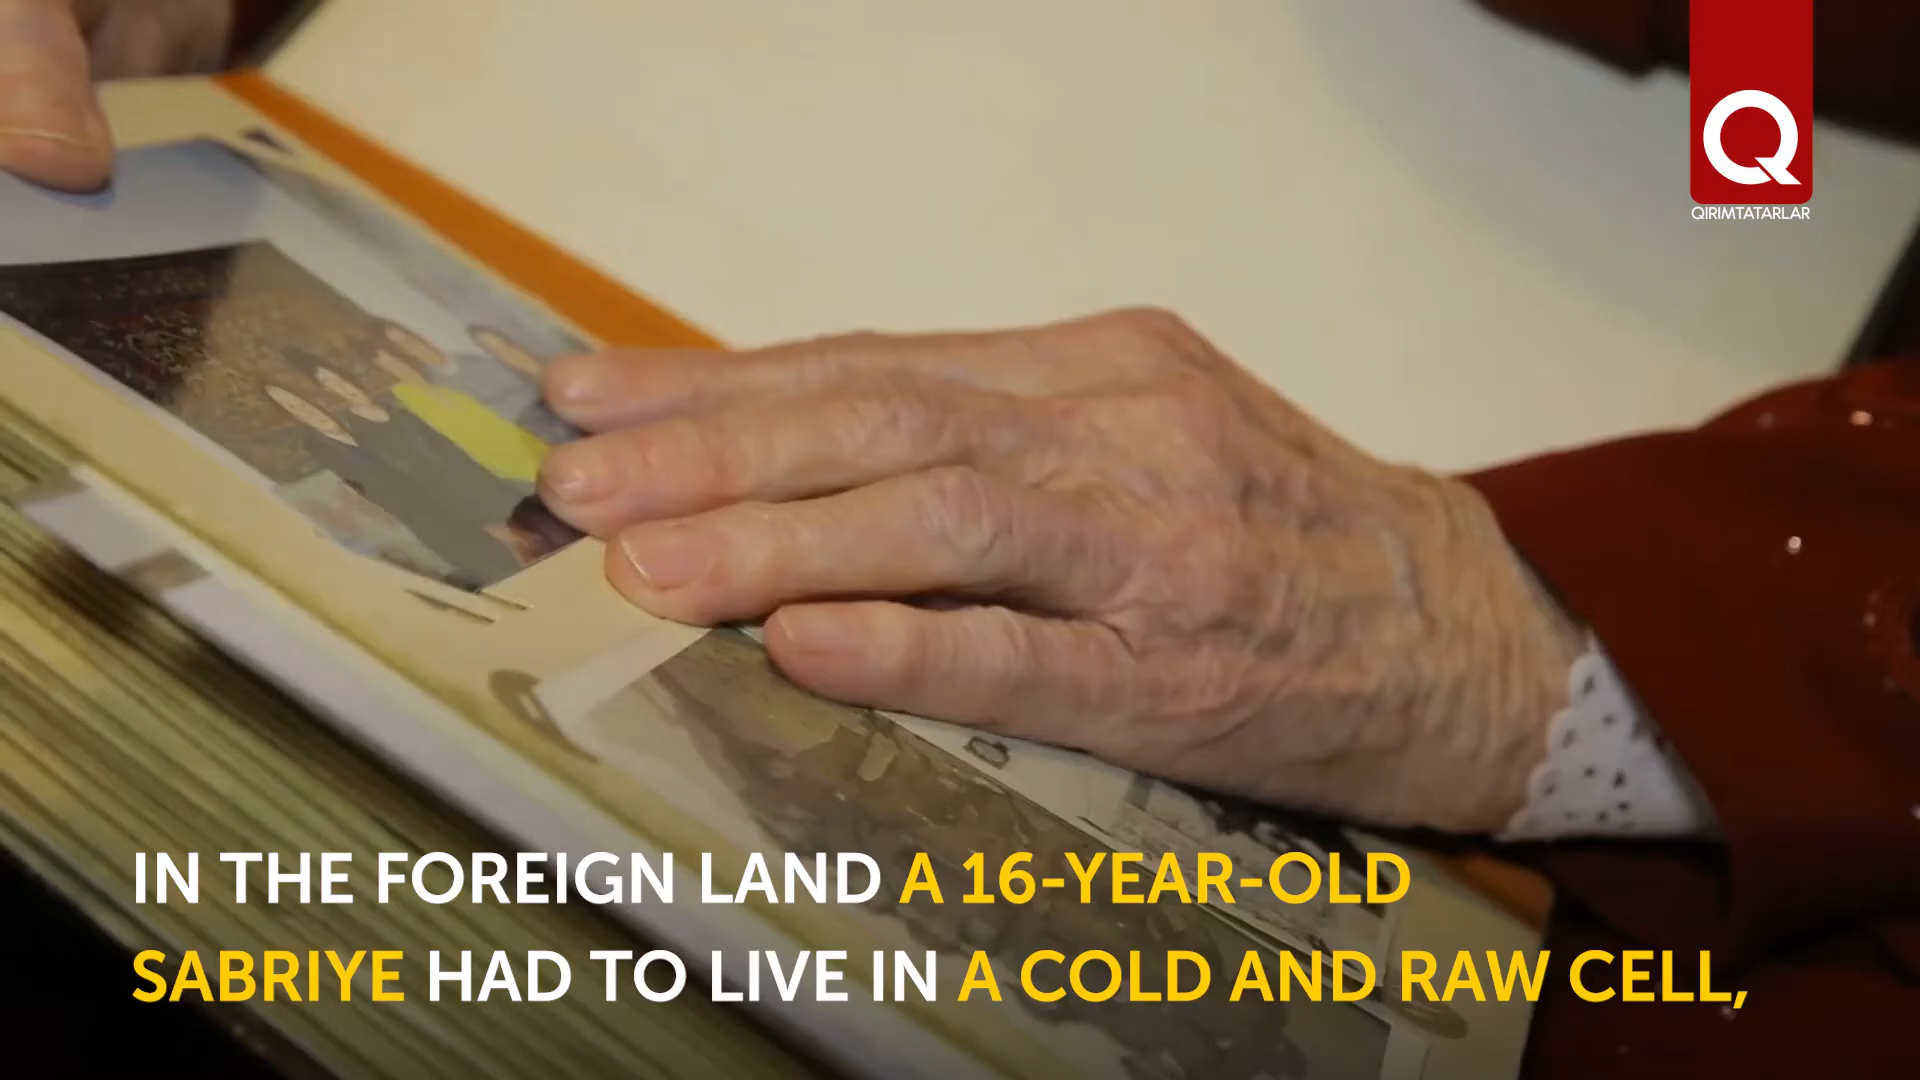 QIRIMTATARLAR
IN THE FOREIGN LAND A 16-YEAR-OLD
SABRIYE HAD TO LIVE IN A COLD AND RAW CELL,